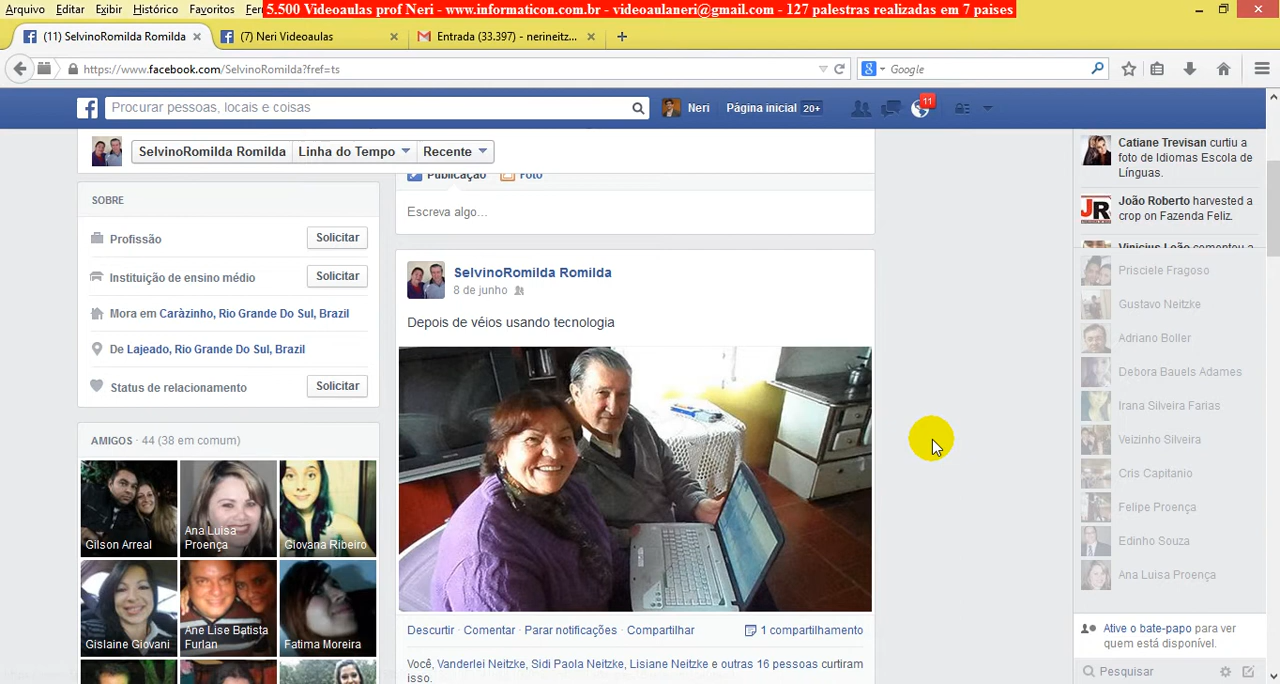 Arquivo Editar Exibir Histórico Favoritos Fer
5.500 Videoaulas prof Neri - www.informaticon.com.br - videoaulaneri@gmail.com - 127 palestras realizadas em 7 paises
(11) SelvinoRomilda Romilda
(7) Neri Videoaulas
Entrada (33.397) - nerineitz...
https://www.facebook.com/SelvinoRomilda?fref=ts
Google
Procurar pessoas, locais e coisas
Neri
Página inicial 20+
11
SelvinoRomilda Romilda
Linha do Tempo
Recente
Publicação
Foto
Escreva algo...
SOBRE
Profissão
Solicitar
Instituição de ensino médio
Solicitar
Mora em Caràzinho, Rio Grande Do Sul, Brazil
De Lajeado, Rio Grande Do Sul, Brazil
Status de relacionamento
Solicitar
AMIGOS · 44 (38 em comum)
Gilson Arreal
Ana Luisa
Proença
Giovana Ribeiro
Gislaine Giovani
Ane Lise Batista
Furlan
Fatima Moreira
SelvinoRomilda Romilda
8 de junho
Depois de véios usando tecnologia
Descurtir · Comentar · Parar notificações · Compartilhar
1 compartilhamento
Você, Vanderlei Neitzke, Sidi Paola Neitzke, Lisiane Neitzke e outras 16 pessoas curtiram
isso.
Catiane Trevisan curtiu a
foto de Idiomas Escola de
Línguas.
João Roberto harvested a
crop on Fazenda Feliz.
Vinicius Leão comentou a
Prisciele Fragoso
Gustavo Neitzke
Adriano Boller
Debora Bauels Adames
Irana Silveira Farias
Veizinho Silveira
Cris Capitanio
Felipe Proença
Edinho Souza
Ana Luisa Proença
Ative o bate-papo para ver
quem está disponível.
Pesquisar